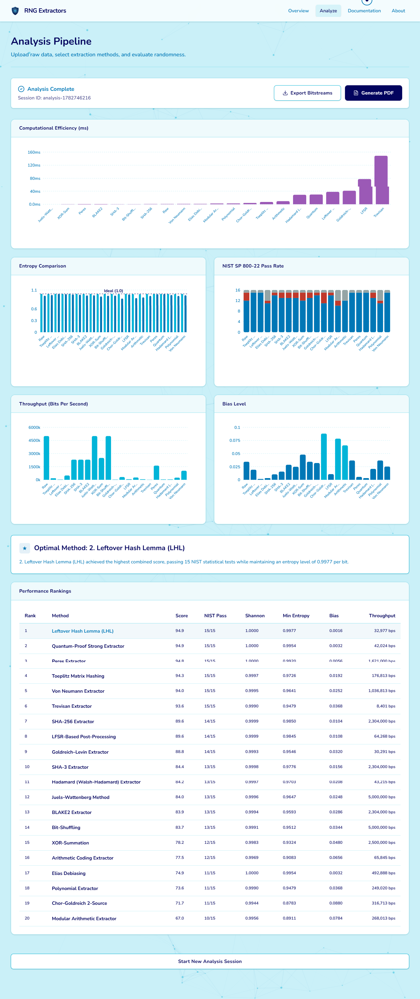 RNG Extractors
Overview Analyze Documentation About
Analysis Pipeline
Upload raw data, select extraction methods, and evaluate randomness.
Analysis Complete
Session ID: analysis-1782746216
Export Bitstreams Generate PDF
Computational Efficiency (ms)
160ms
120ms
80ms
40ms
0.0ms
Juels-Watt... XOR-Sum Peres BLAKE2 SHA-3 Bit-Shuffl... SHA-256 Raw Von Neumann Elias Debi... Modular Ar... Polynomial Chor-Goldr... Toeplitz ... Arithmetic Hadamard (... Quantum Leftover ... Goldreich-... LFSR Trevisan
Entropy Comparison
1.1
Ideal (1.0)
0.6
0.3
0
Raw Toeplitz ... Leftover ... Elias Debi... SHA-256 SHA-3 BLAKE2 Juels-Watt... XOR-Sum Bit-Shuffl... Goldreich-... Chor-Goldr... LFSR Modular Ar... Arithmetic Trevisan Peres Quantum Hadamard (... Polynomial Von Neumann
NIST SP 800-22 Pass Rate
16
12
8
4
0
Raw Toeplitz ... Leftover ... Elias Debi... SHA-256 SHA-3 BLAKE2 Juels-Watt... XOR-Sum Bit-Shuffl... Goldreich-... Chor-Goldr... LFSR Modular Ar... Arithmetic Trevisan Peres Quantum Hadamard (... Polynomial Von Neumann
Throughput (Bits Per Second)
6000k
4500k
3000k
1500k
0k
Raw Toeplitz ... Leftover ... Elias Debi... SHA-256 SHA-3 BLAKE2 Juels-Watt... XOR-Sum Bit-Shuffl... Goldreich-... Chor-Goldr... LFSR Modular Ar... Arithmetic Trevisan Peres Quantum Hadamard (... Polynomial Von Neumann
Bias Level
0.1
0.075
0.05
0.025
0
Raw Toeplitz ... Leftover ... Elias Debi... SHA-256 SHA-3 BLAKE2 Juels-Watt... XOR-Sum Bit-Shuffl... Goldreich-... Chor-Goldr... LFSR Modular Ar... Arithmetic Trevisan Peres Quantum Hadamard (... Polynomial Von Neumann
Optimal Method: 2. Leftover Hash Lemma (LHL)
2. Leftover Hash Lemma (LHL) achieved the highest combined score, passing 15 NIST statistical tests while maintaining an entropy level of 0.9977 per bit.
Performance Rankings
Rank Method Score NIST Pass Shannon Min Entropy Bias Throughput
1 Leftover Hash Lemma (LHL) 94.9 15/15 1.0000 0.9977 0.0016 32,977 bps
2 Quantum-Proof Strong Extractor 94.9 15/15 1.0000 0.9954 0.0032 42,024 bps
3 Peres Extractor 94.8 15/15 1.0000 0.9920 0.0056 1,621,000 bps
4 Toeplitz Matrix Hashing 94.3 15/15 0.9997 0.9726 0.0192 176,813 bps
5 Von Neumann Extractor 94.0 15/15 0.9995 0.9641 0.0252 1,036,813 bps
6 Trevisan Extractor 93.6 15/15 0.9990 0.9479 0.0368 8,401 bps
7 SHA-256 Extractor 89.6 14/15 0.9999 0.9850 0.0104 2,304,000 bps
8 LFSR-Based Post-Processing 89.6 14/15 0.9999 0.9845 0.0108 64,268 bps
9 Goldreich–Levin Extractor 88.8 14/15 0.9993 0.9546 0.0320 30,291 bps
10 SHA-3 Extractor 84.4 13/15 0.9998 0.9776 0.0156 2,304,000 bps
11 Hadamard (Walsh-Hadamard) Extractor 84.2 13/15 0.9997 0.9703 0.0208 43,215 bps
12 Juels–Wattenberg Method 84.0 13/15 0.9996 0.9647 0.0248 5,000,000 bps
13 BLAKE2 Extractor 83.9 13/15 0.9994 0.9593 0.0286 2,304,000 bps
14 Bit-Shuffling 83.7 13/15 0.9991 0.9512 0.0344 5,000,000 bps
15 XOR-Summation 78.2 12/15 0.9983 0.9324 0.0480 2,500,000 bps
16 Arithmetic Coding Extractor 77.5 12/15 0.9969 0.9083 0.0656 65,845 bps
17 Elias Debiasing 74.9 11/15 1.0000 0.9954 0.0032 492,888 bps
18 Polynomial Extractor 73.6 11/15 0.9990 0.9479 0.0368 249,020 bps
19 Chor–Goldreich 2-Source 71.7 11/15 0.9944 0.8783 0.0880 316,713 bps
20 Modular Arithmetic Extractor 67.0 10/15 0.9956 0.8911 0.0784 268,013 bps
Start New Analysis Session